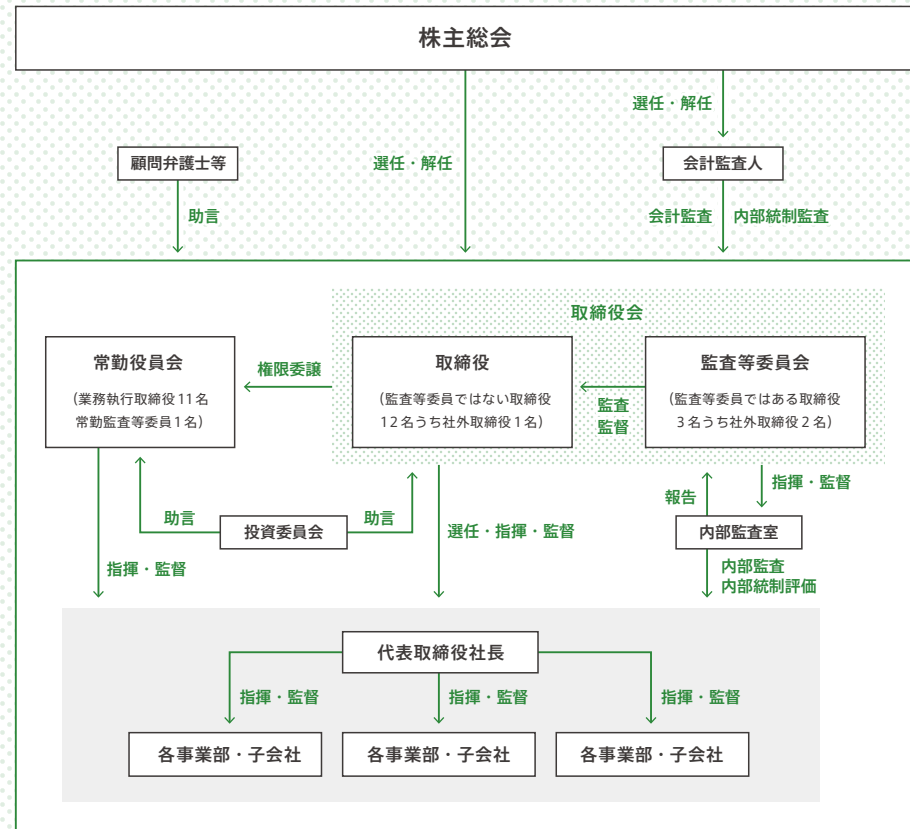 株主総会
選任・解任
顧問弁護士等
選任・解任
会計監査人
助言
会計監査
内部統制監査
取締役会
常勤役員会
(業務執行取締役11名
常勤監査等委員1名)
権限委譲
取締役
(監査等委員ではない取締役
12名うち社外取締役1名)
監査
監督
監査等委員会
(監査等委員ではある取締役
3名うち社外取締役2名)
助言
投資委員会
助言
選任・指揮・監督
報告
指揮・監督
内部監査室
指揮・監督
内部監査
内部統制評価
代表取締役社長
指揮・監督
指揮・監督
指揮・監督
各事業部・子会社
各事業部・子会社
各事業部・子会社